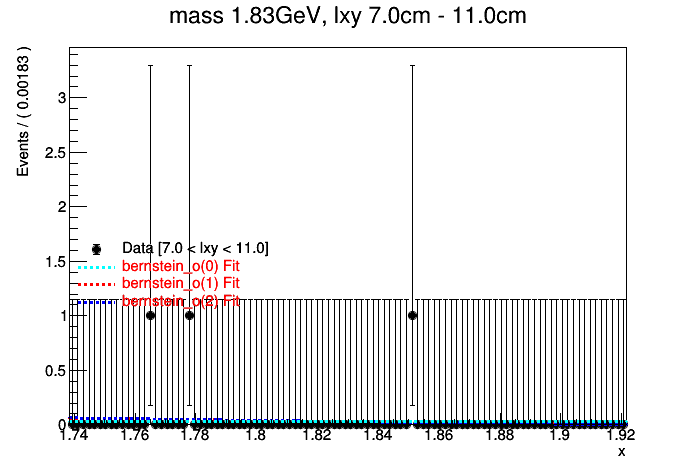 mass 1.83GeV, lxy 7.0cm - 11.0cm
Events / ( 0.00183 )
3
2.5
2
1.5
1
0.5
0
Data [7.0 < lxy < 11.0]
bernstein_o(0) Fit
bernstein_o(1) Fit
bernstein_o(2) Fit
1.74 1.76 1.78 1.8 1.82 1.84 1.86 1.88 1.9 1.92
x